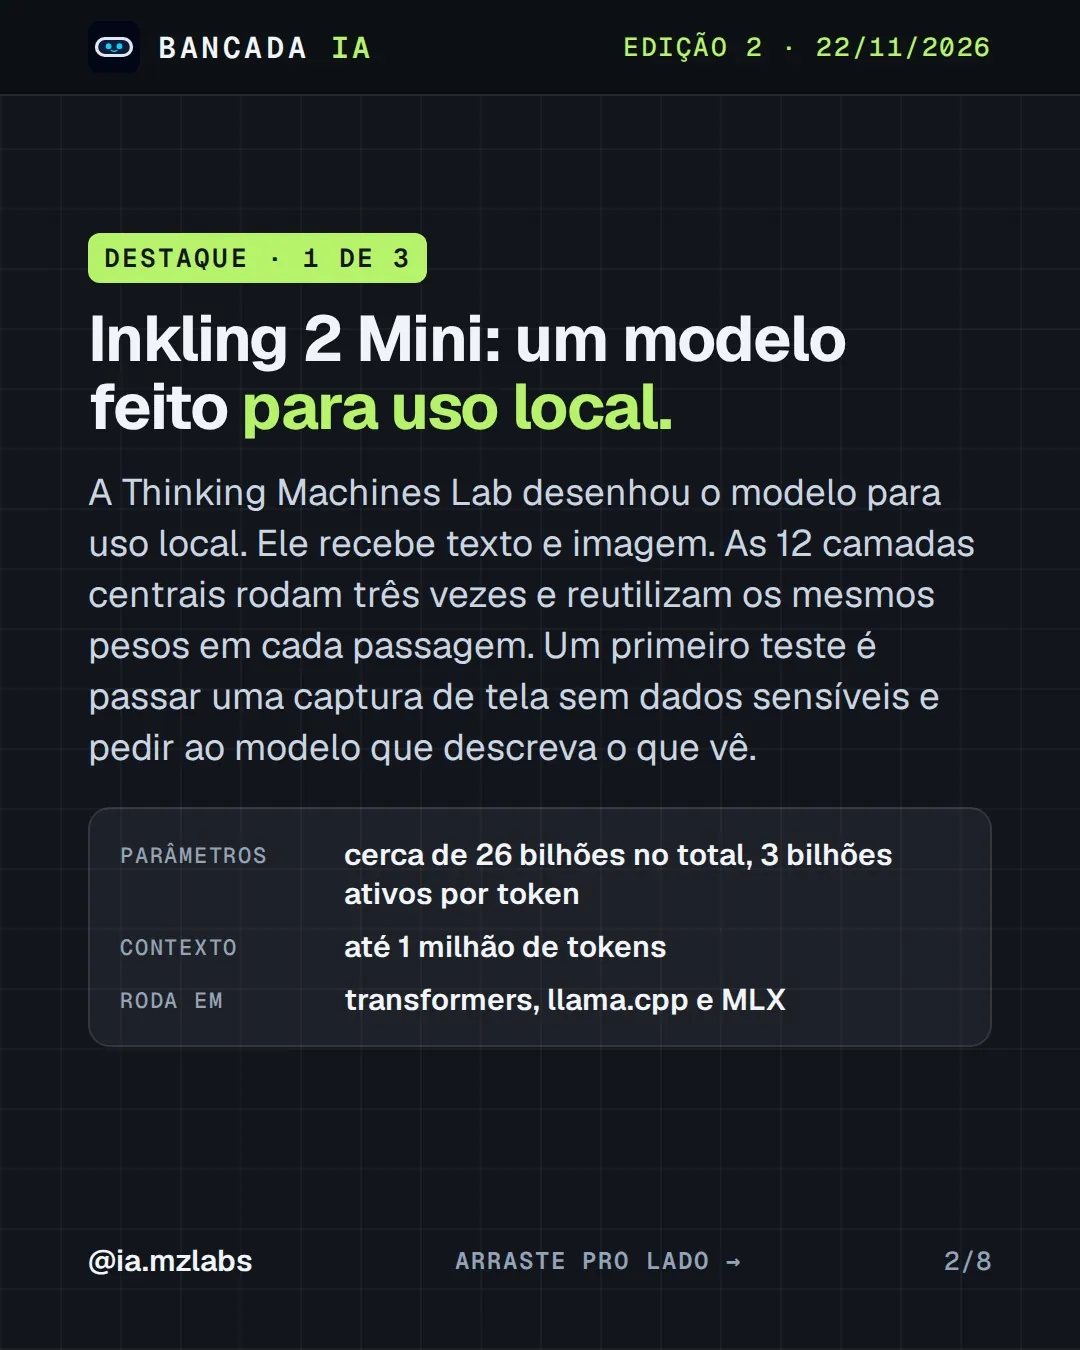 BANCADA IA
EDIÇÃO 2 · 22/11/2026
DESTAQUE · 1 DE 3
Inkling 2 Mini: um modelo
feito para uso local.
A Thinking Machines Lab desenhou o modelo para
uso local. Ele recebe texto e imagem. As 12 camadas
centrais rodam três vezes e reutilizam os mesmos
pesos em cada passagem. Um primeiro teste é
passar uma captura de tela sem dados sensíveis e
pedir ao modelo que descreva o que vê.
PARÂMETROS cerca de 26 bilhões no total, 3 bilhões
ativos por token
CONTEXTO até 1 milhão de tokens
RODA EM transformers, llama.cpp e MLX
@ia.mzlabs
ARRASTE PRO LADO →
2/8